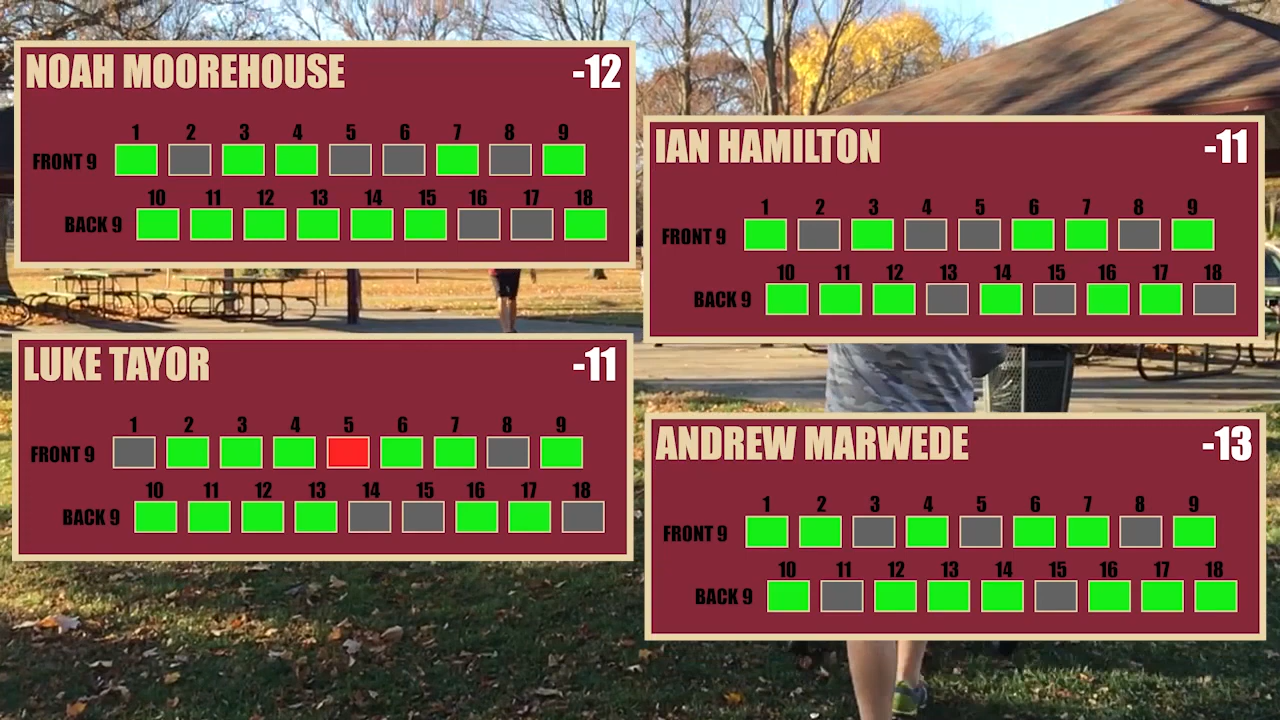 NOAH MOOREHOUSE -12
1 2 3 4 5 6 7 8 9
FRONT 9
10 11 12 13 14 15 16 17 18
BACK 9
IAN HAMILTON -11
1 2 3 4 5 6 7 8 9
FRONT 9
10 11 12 13 14 15 16 17 18
BACK 9
LUKE TAYOR -11
1 2 3 4 5 6 7 8 9
FRONT 9
10 11 12 13 14 15 16 17 18
BACK 9
ANDREW MARWEDE -13
1 2 3 4 5 6 7 8 9
FRONT 9
10 11 12 13 14 15 16 17 18
BACK 9